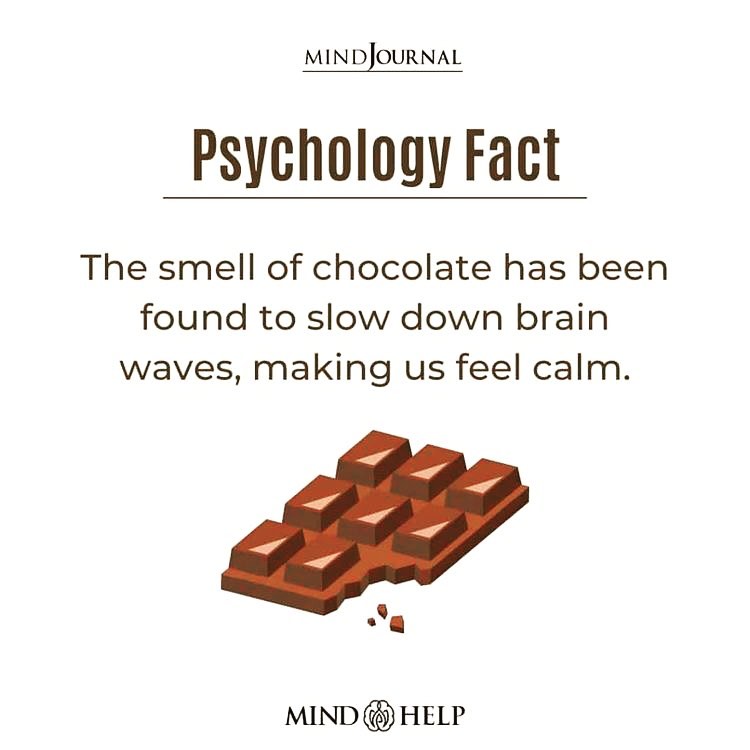 MINDJOURNAL
Psychology Fact
The smell of chocolate has been
found to slow down brain
waves, making us feel calm.
MIND HELP